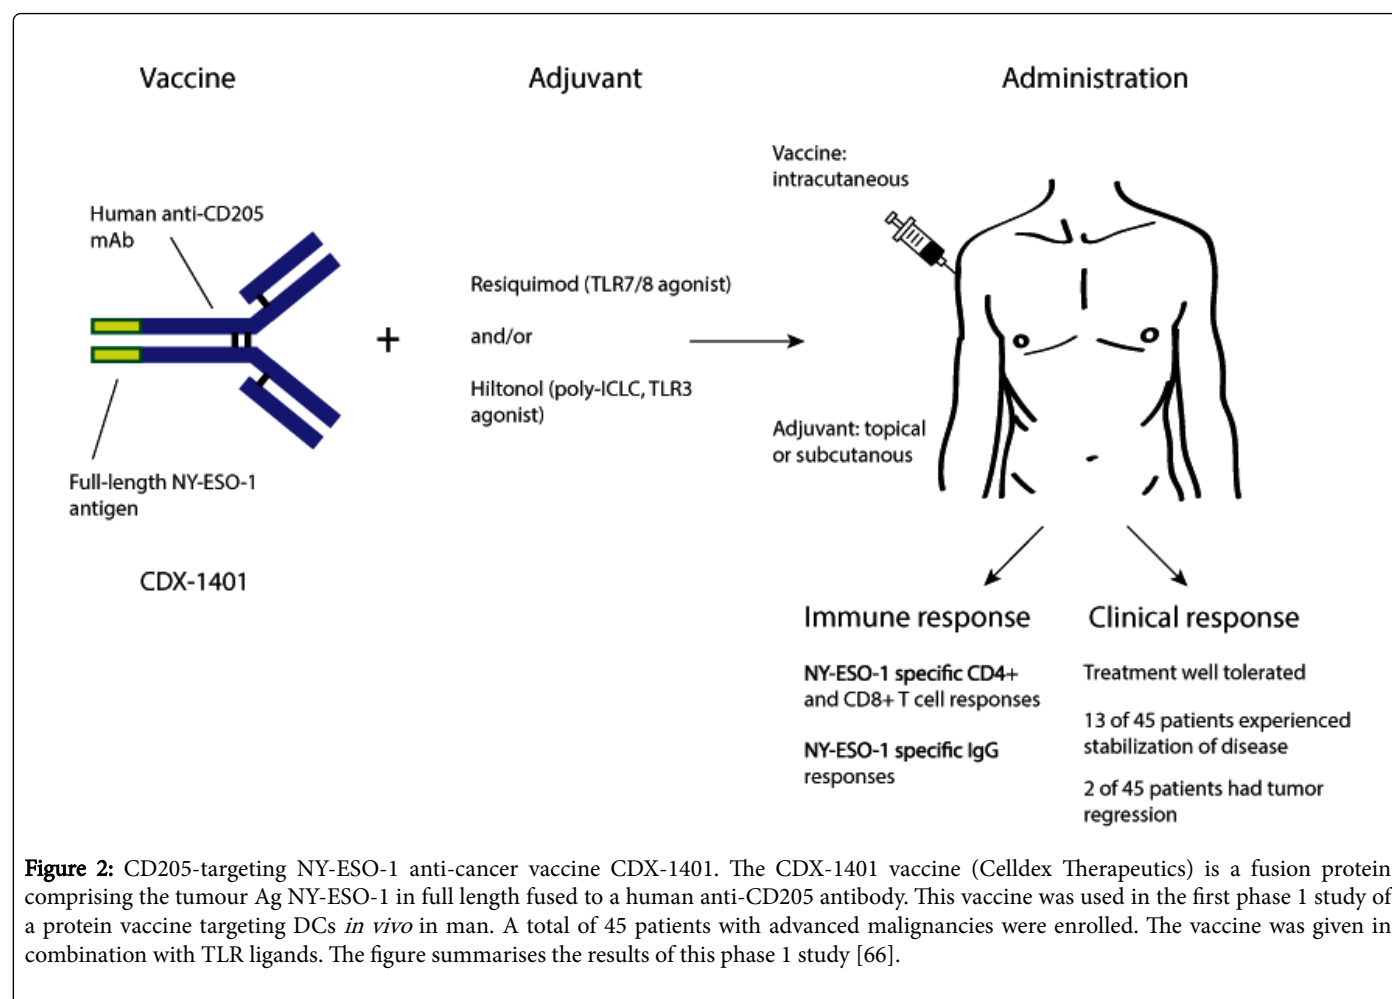 Vaccine
Adjuvant
Administration
Human anti-CD205
mAb
Full-length NY-ESO-1
antigen
CDX-1401
+
Resiquimod (TLR7/8 agonist)
and/or
Hiltonol (poly-ICLC, TLR3
agonist)
Vaccine:
intracutaneous
Adjuvant: topical
or subcutanous
Immune response
NY-ESO-1 specific CD4+
and CD8+ T cell responses
NY-ESO-1 specific IgG
responses
Clinical response
Treatment well tolerated
13 of 45 patients experienced
stabilization of disease
2 of 45 patients had tumor
regression
Figure 2: CD205-targeting NY-ESO-1 anti-cancer vaccine CDX-1401. The CDX-1401 vaccine (Celldex Therapeutics) is a fusion protein
comprising the tumour Ag NY-ESO-1 in full length fused to a human anti-CD205 antibody. This vaccine was used in the first phase 1 study of
a protein vaccine targeting DCs in vivo in man. A total of 45 patients with advanced malignancies were enrolled. The vaccine was given in
combination with TLR ligands. The figure summarises the results of this phase 1 study [66].